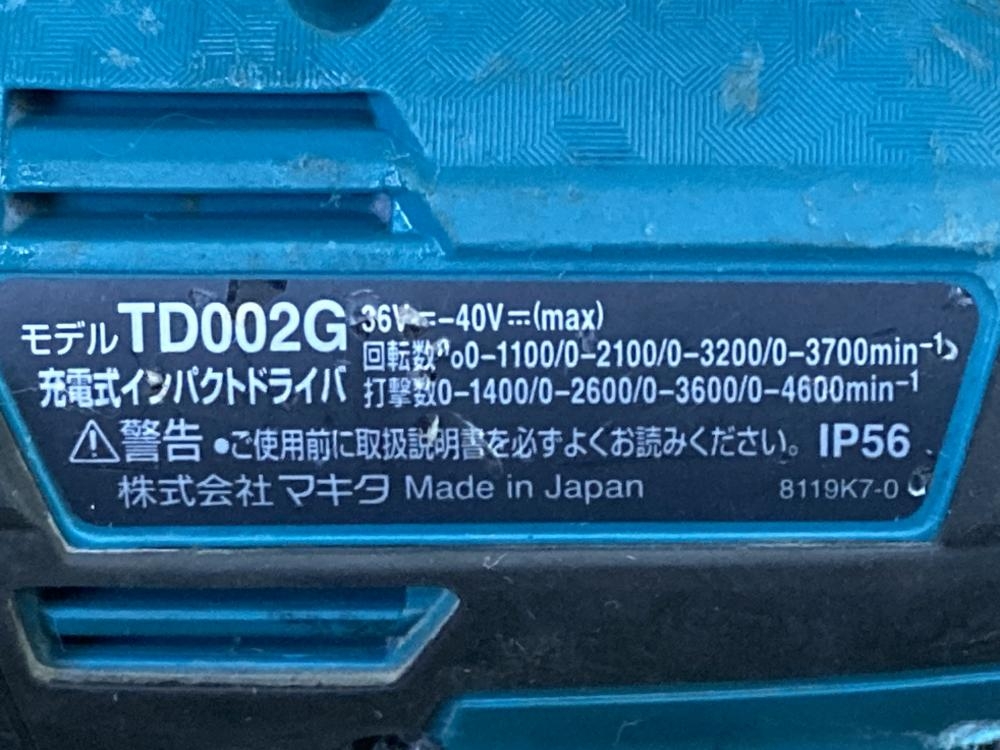 モデル TD002G 36V⎓-40V⎓(max)
回転数n₀0-1100/0-2100/0-3200/0-3700min⁻¹
充電式インパクトドライバ 打撃数0-1400/0-2600/0-3600/0-4600min⁻¹
⚠警告 ●ご使用前に取扱説明書を必ずよくお読みください。 IP56
株式会社マキタ Made in Japan 8119K7-0